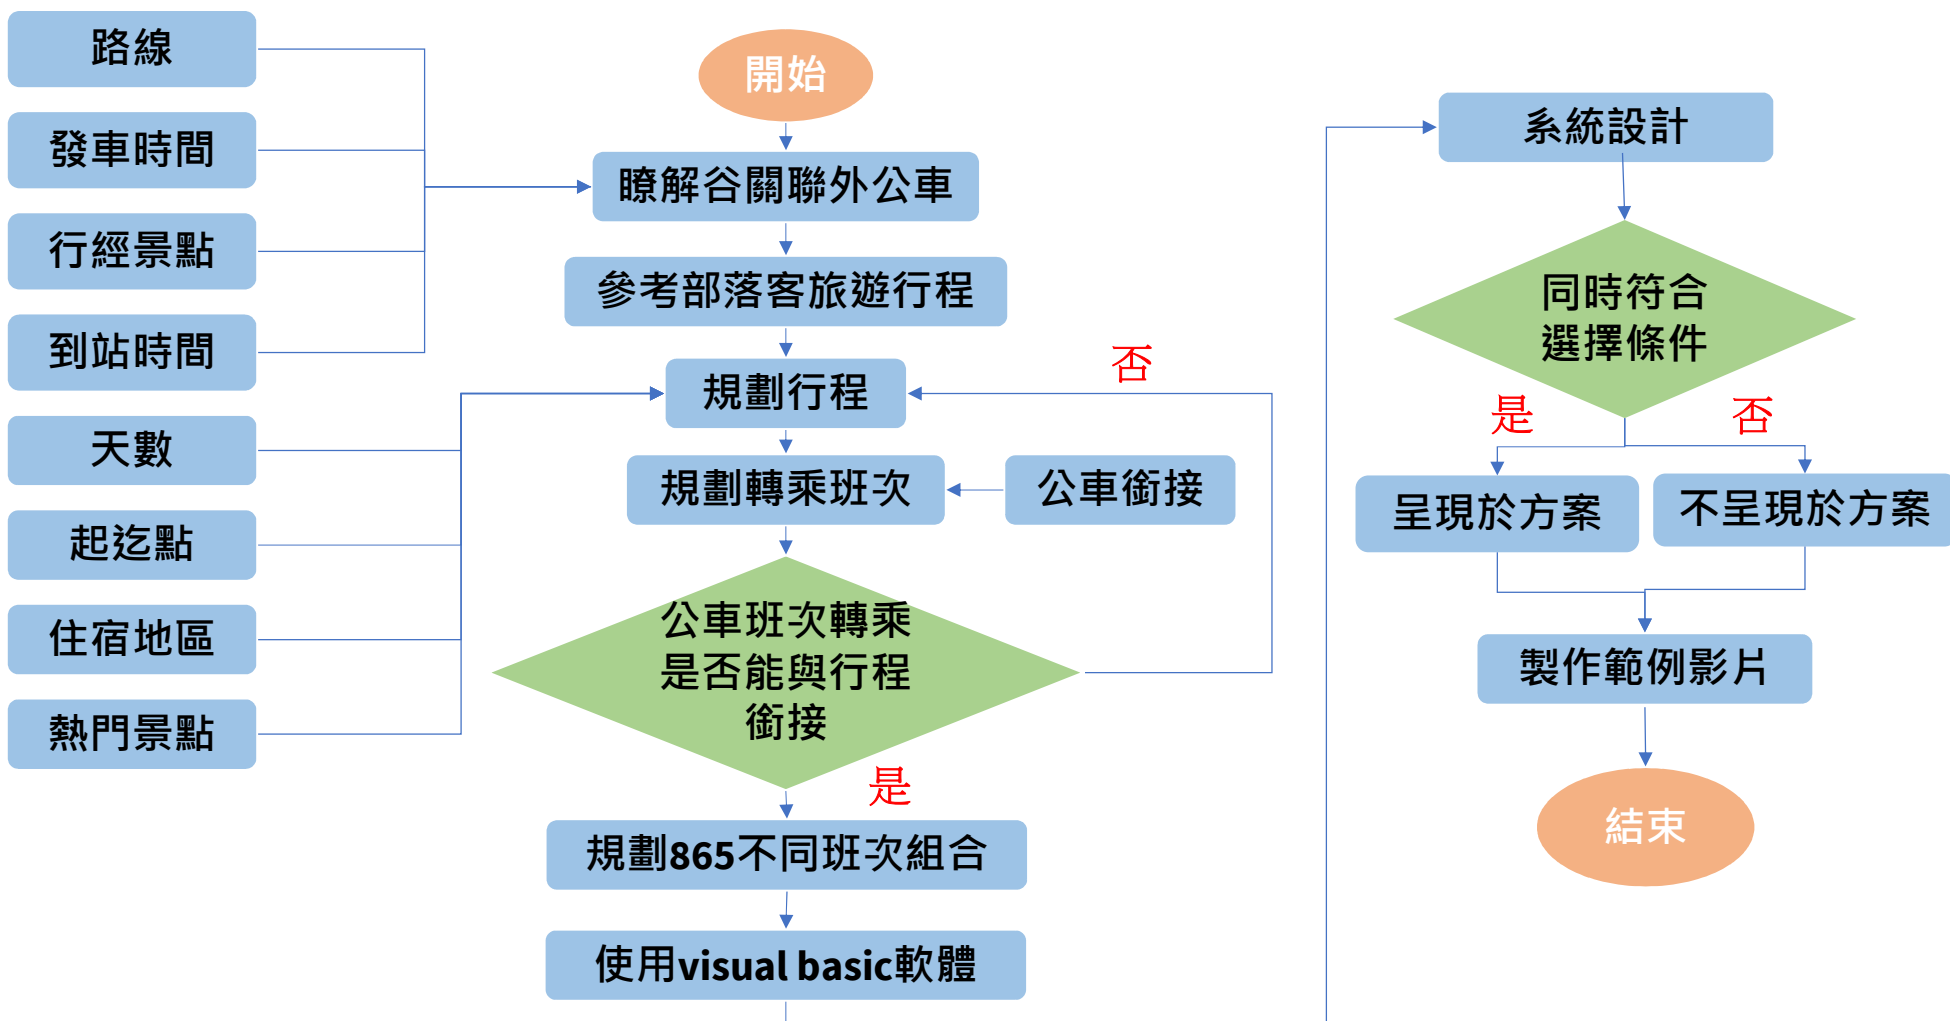 路線
發車時間
行經景點
到站時間
天數
起迄點
住宿地區
熱門景點
開始
瞭解谷關聯外公車
參考部落客旅遊行程
規劃行程
否
規劃轉乘班次
公車銜接
公車班次轉乘
是否能與行程
銜接
是
規劃865不同班次組合
使用visual basic軟體
系統設計
同時符合
選擇條件
是
否
呈現於方案
不呈現於方案
製作範例影片
結束